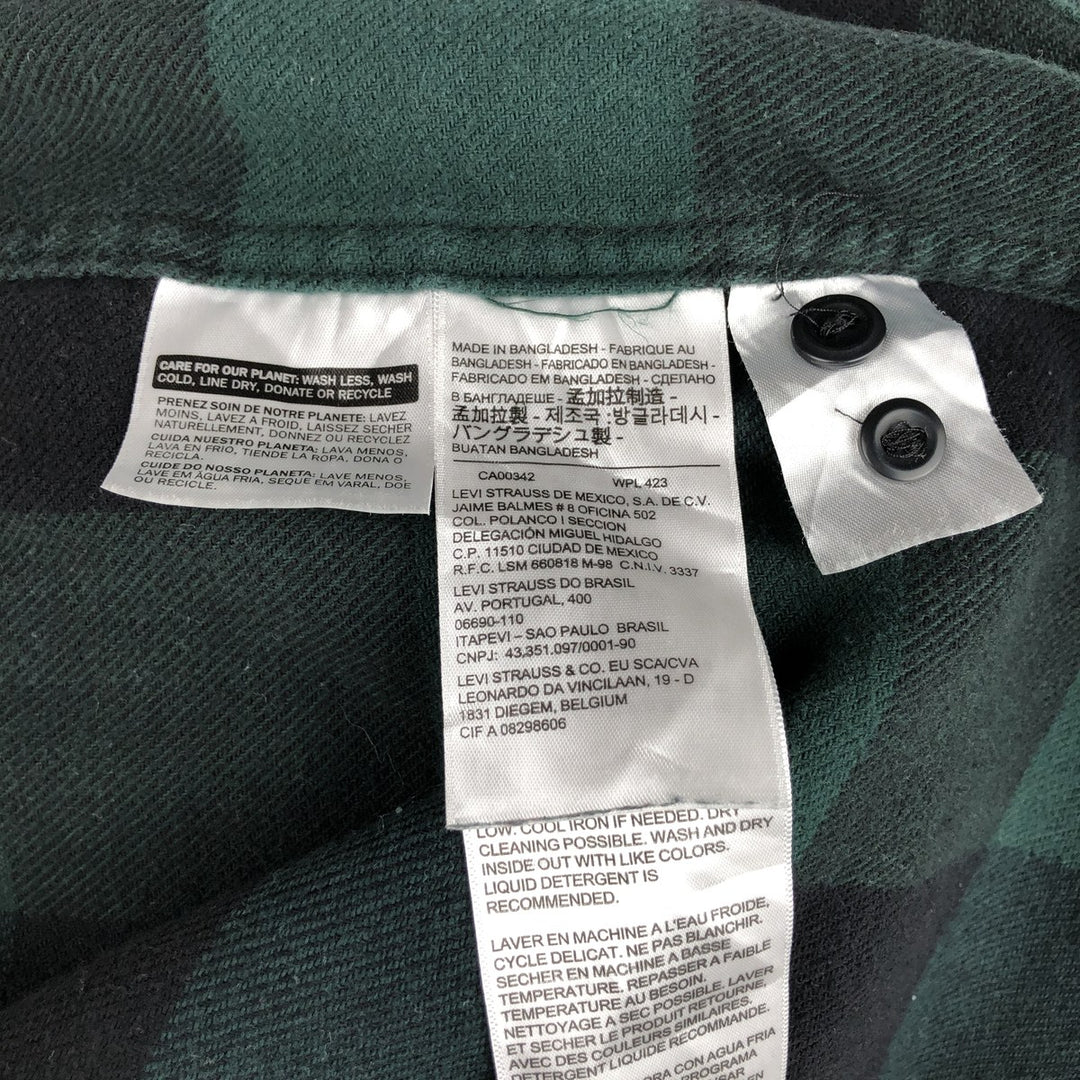 CARE FOR OUR PLANET: WASH LESS, WASH
COLD, LINE DRY, DONATE OR RECYCLE
PRENEZ SOIN DE NOTRE PLANETE: LAVEZ
MOINS, LAVEZ À FROID, LAISSEZ SECHER
NATURELLEMENT, DONNEZ OU RECYCLEZ
CUIDA NUESTRO PLANETA: LAVA MENOS,
LAVA EN FRIO, TIENDE LA ROPA, DONA O
RECICLA.
CUIDE DO NOSSO PLANETA: LAVE MENOS,
LAVE EM ÁGUA FRIA, SEQUE EM VARAL, DOE
OU RECICLE.
MADE IN BANGLADESH - FABRIQUE AU
BANGLADESH - FABRICADO EN BANGLADESH -
FABRICADO EM BANGLADESH - СДЕЛАНО
В БАНГЛАДЕШЕ - 孟加拉制造 -
孟加拉製 - 제조국 :방글라데시 -
バングラデシュ製 -
BUATAN BANGLADESH
CA00342 WPL 423
LEVI STRAUSS DE MEXICO, S.A. DE C.V.
JAIME BALMES # 8 OFICINA 502
COL. POLANCO I SECCION
DELEGACIÓN MIGUEL HIDALGO
C.P. 11510 CIUDAD DE MEXICO
R.F.C. LSM 660818 M-98 C.N.I.V. 3337
LEVI STRAUSS DO BRASIL
AV. PORTUGAL, 400
06690-110
ITAPEVI – SAO PAULO BRASIL
CNPJ: 43.351.097/0001-90
LEVI STRAUSS & CO. EU SCA/CVA
LEONARDO DA VINCILAAN, 19 - D
1831 DIEGEM, BELGIUM
CIF A 08298606
LOW. COOL IRON IF NEEDED. DRY
CLEANING POSSIBLE. WASH AND DRY
INSIDE OUT WITH LIKE COLORS.
LIQUID DETERGENT IS
RECOMMENDED.
LAVER EN MACHINE A L'EAU FROIDE,
CYCLE DELICAT. NE PAS BLANCHIR.
SECHER EN MACHINE A BASSE
TEMPERATURE. REPASSER A FAIBLE
TEMPERATURE AU BESOIN.
NETTOYAGE A SEC POSSIBLE. LAVER
ET SECHER LE PRODUIT RETOURNE,
AVEC DES COULEURS SIMILAIRES.
DETERGENT LIQUIDE RECOMMANDE.
CON AGUA FRIA
PROGRAMA